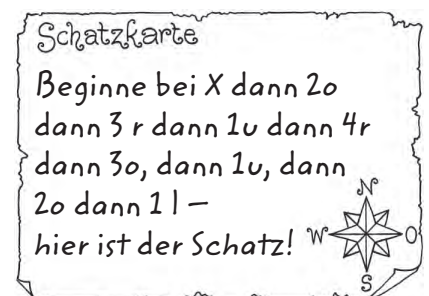 Schatzkarte
Beginne bei X dann 2o
dann 3 r dann 1u dann 4r
dann 3o, dann 1u, dann
2o dann 1 l –
hier ist der Schatz!
N
W O
S